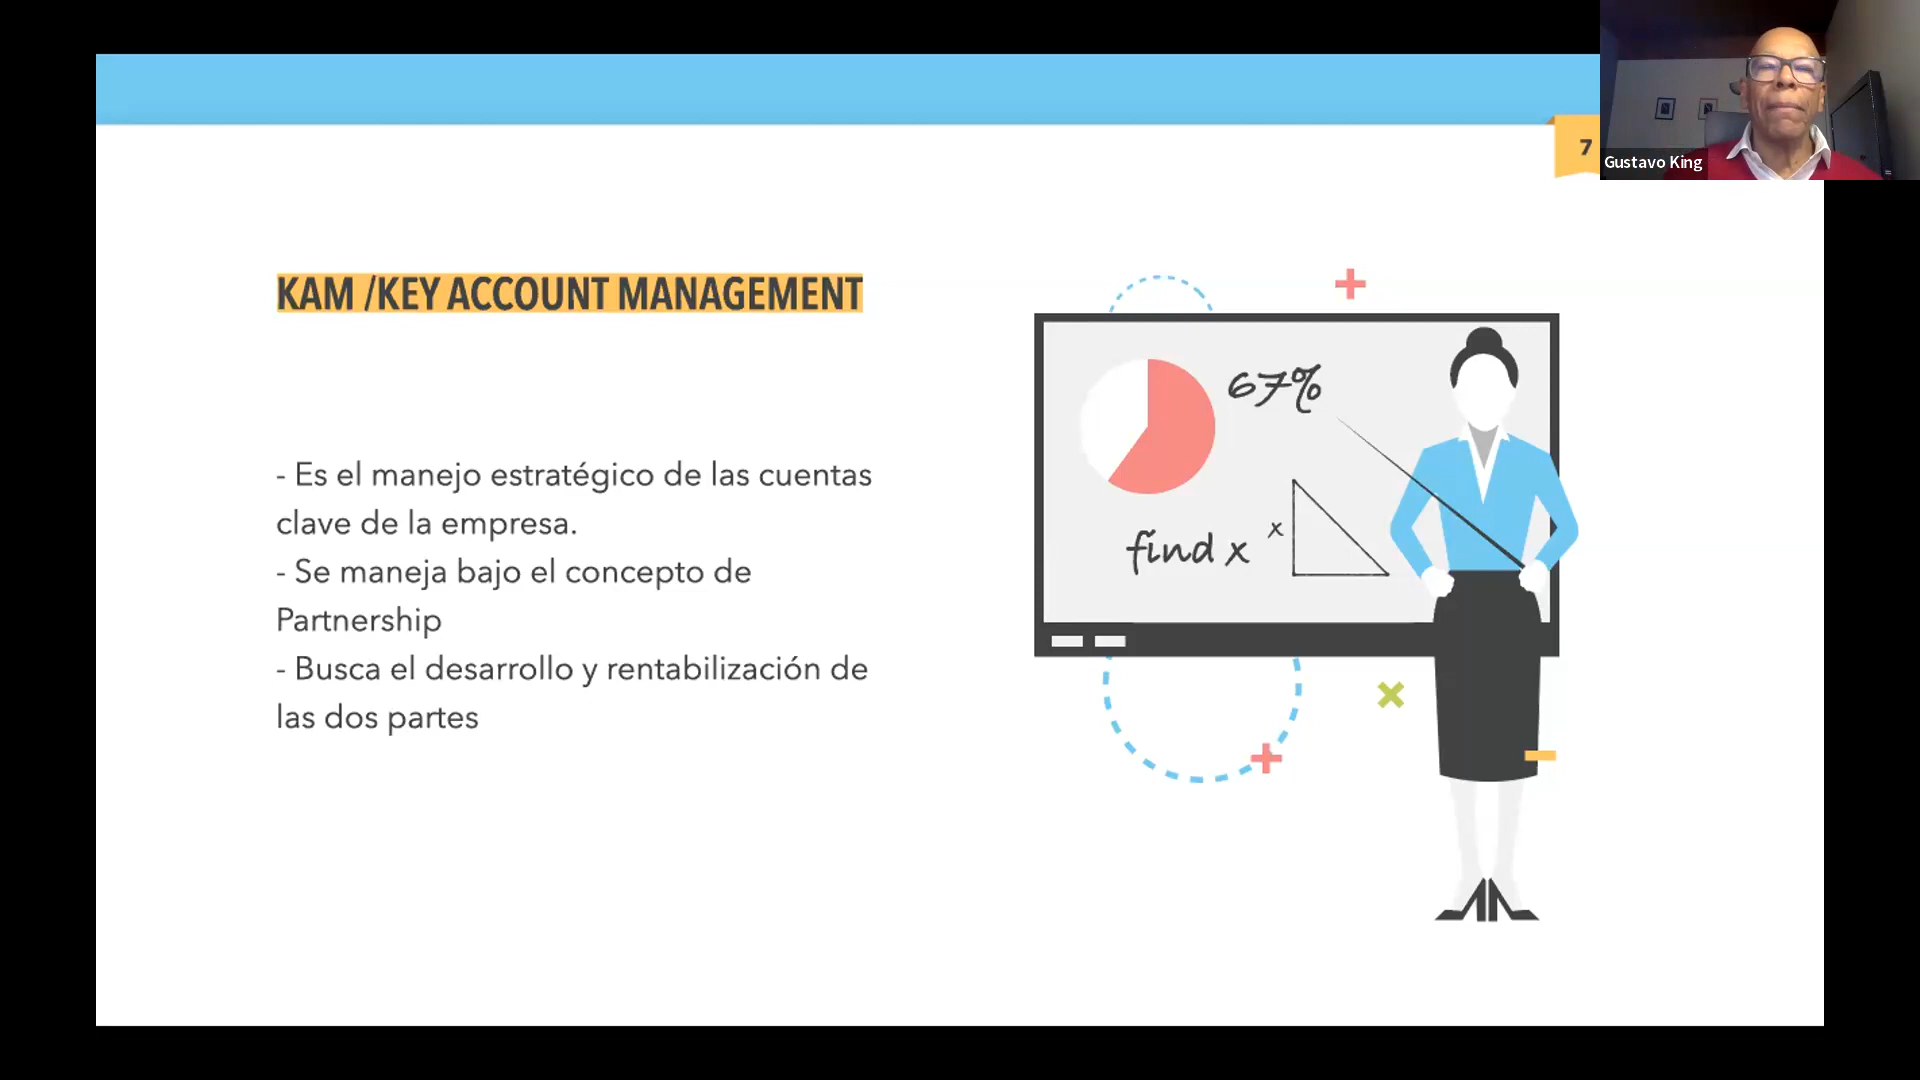 7
Gustavo King
KAM /KEY ACCOUNT MANAGEMENT
- Es el manejo estratégico de las cuentas
clave de la empresa.
- Se maneja bajo el concepto de
Partnership
- Busca el desarrollo y rentabilización de
las dos partes
67%
x
find x